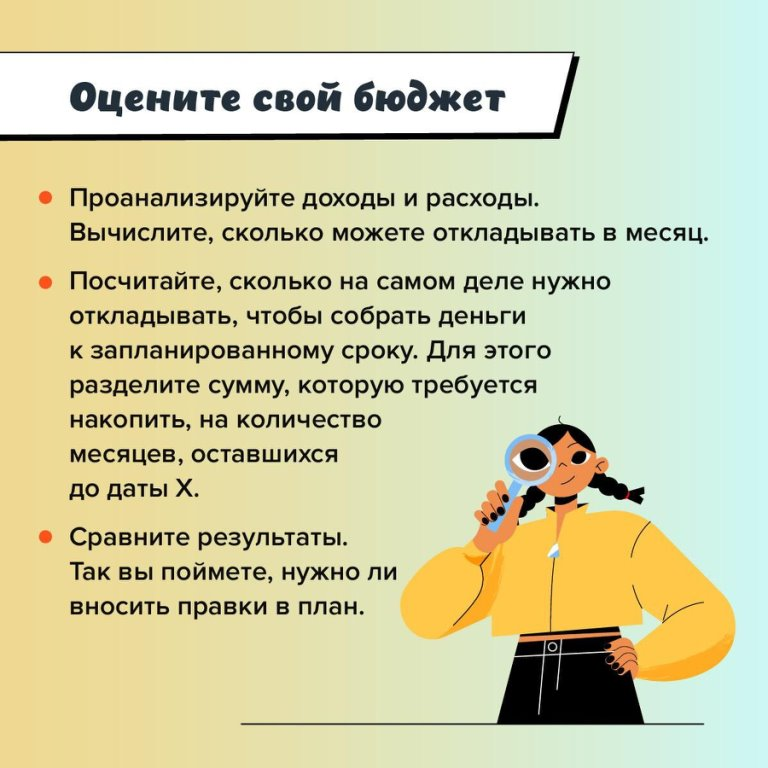 Оцените свой бюджет
Проанализируйте доходы и расходы.
Вычислите, сколько можете откладывать в месяц.
Посчитайте, сколько на самом деле нужно
откладывать, чтобы собрать деньги
к запланированному сроку. Для этого
разделите сумму, которую требуется
накопить, на количество
месяцев, оставшихся
до даты X.
Сравните результаты.
Так вы поймете, нужно ли
вносить правки в план.